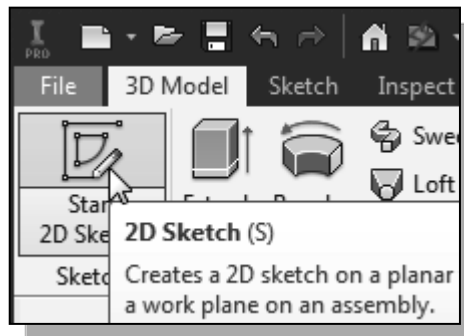 I
PRO
File 3D Model Sketch Inspect
Swee
Loft
Star
2D Ske
2D Sketch (S)
Sketc
Creates a 2D sketch on a planar
a work plane on an assembly.